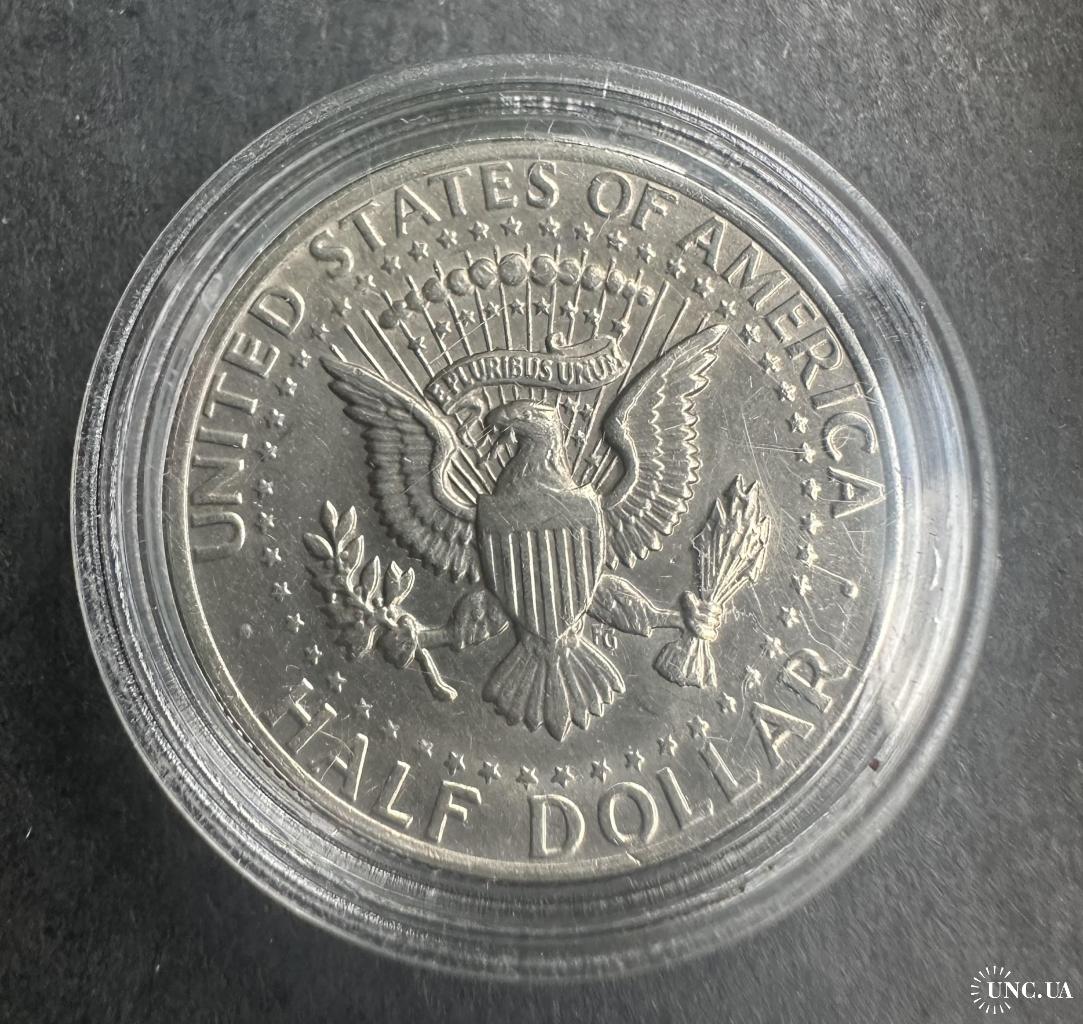 UNITED STATES OF AMERICA
E PLURIBUS UNUM
FG
HALF DOLLAR
UNC.UA